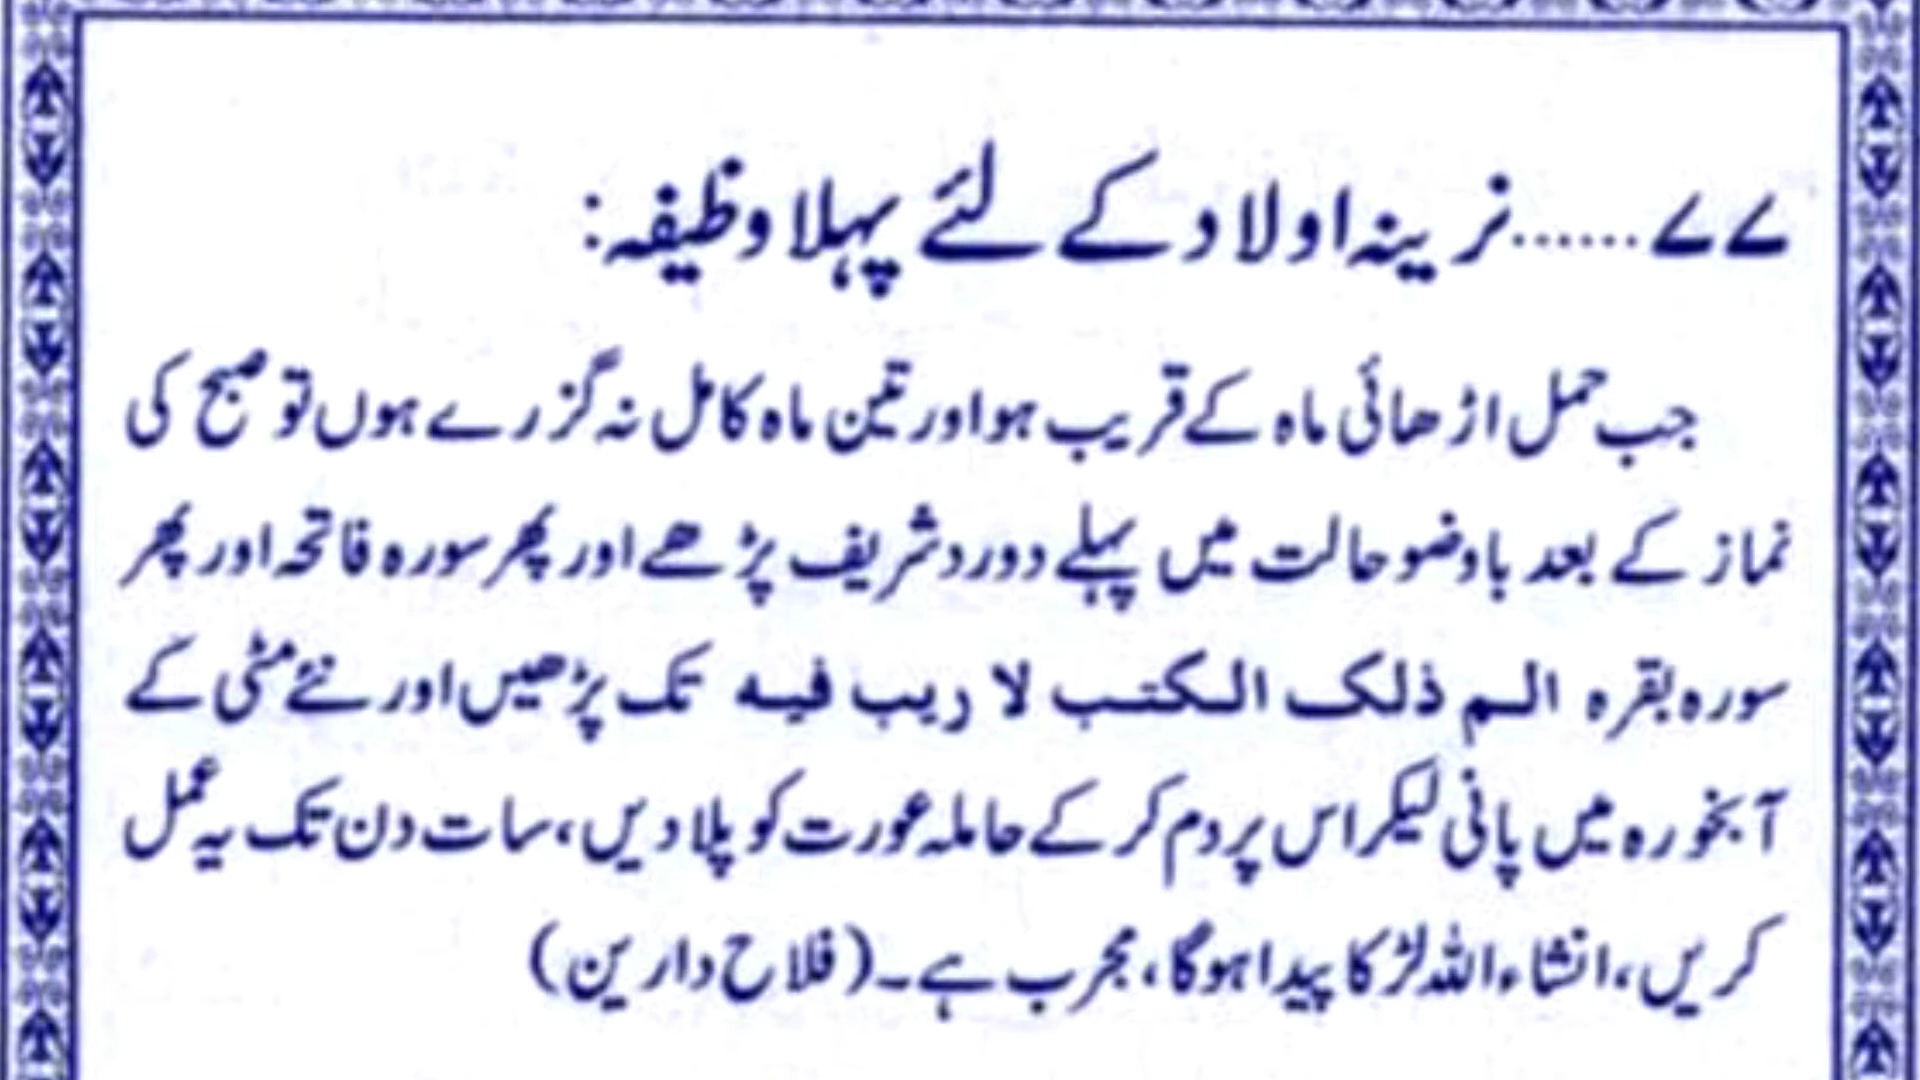 ۷۷......نرینہ اولاد کے لئے پہلا وظیفہ:
جب حمل اڑھائی ماہ کے قریب ہو اور تین ماہ کامل نہ گزرے ہوں تو صبح کی
نماز کے بعد باوضو حالت میں پہلے دورد شریف پڑھے اور پھر سورہ فاتحہ اور پھر
سورہ بقرہ الم ذلک الکتب لا ریب فیہ تک پڑھیں اور نئے مٹی کے
آبخورہ میں پانی لیکر اس پر دم کر کے حاملہ عورت کو پلا دیں، سات دن تک یہ عمل
کریں، انشاء اللہ لڑکا پیدا ہوگا، مجرب ہے۔ (فلاح دارین)